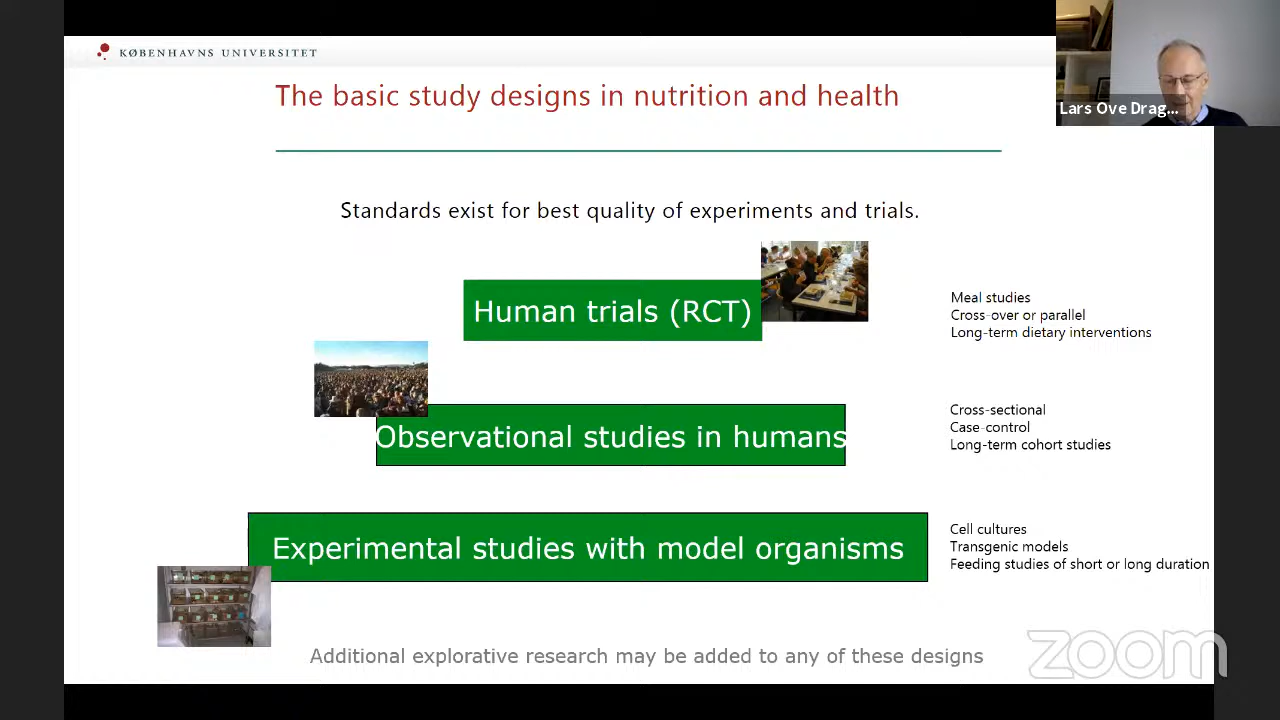 KØBENHAVNS UNIVERSITET
Lars Ove Drag...
The basic study designs in nutrition and health
Standards exist for best quality of experiments and trials.
Human trials (RCT)
Meal studies
Cross-over or parallel
Long-term dietary interventions
Observational studies in humans
Cross-sectional
Case-control
Long-term cohort studies
Experimental studies with model organisms
Cell cultures
Transgenic models
Feeding studies of short or long duration
Additional explorative research may be added to any of these designs
zoom